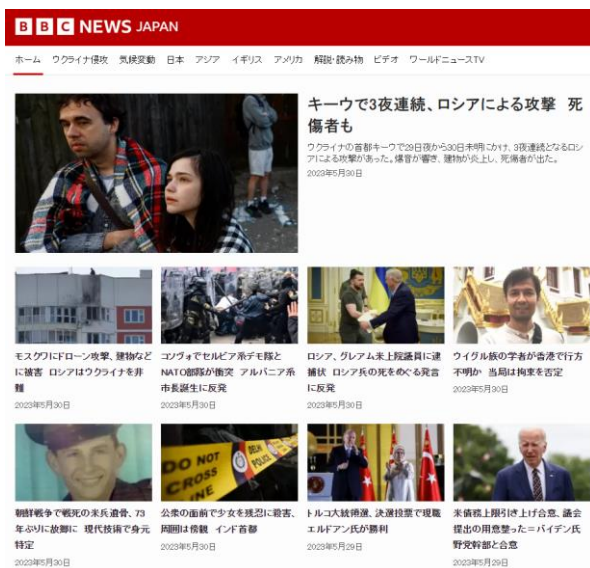 BBC NEWS JAPAN
ホーム ウクライナ侵攻 気候変動 日本 アジア イギリス アメリカ 解説・読み物 ビデオ ワールドニュースTV
キーウで3夜連続、ロシアによる攻撃 死
傷者も
ウクライナの首都キーウで29日夜から30日未明にかけ、3夜連続となるロシ
アによる攻撃があった。爆音が響き、建物が炎上し、死傷者が出た。
2023年5月30日
モスクワにドローン攻撃、建物など
に被害 ロシアはウクライナを非
難
2023年5月30日
コソヴォでセルビア系デモ隊と
NATO部隊が衝突 アルバニア系
市長誕生に反発
2023年5月30日
ロシア、グレアム米上院議員に逮
捕状 ロシア兵の死をめぐる発言
に反発
2023年5月30日
ウイグル族の学者が香港で行方
不明か 当局は拘束を否定
2023年5月30日
DO NOT
CROSS
LINE
DELHI
POLICE
朝鮮戦争で戦死の米兵遺骨、73
年ぶりに故郷に 現代技術で身元
特定
2023年5月30日
公衆の面前で少女を残忍に殺害、
周囲は傍観 インド首都
2023年5月30日
トルコ大統領選、決選投票で現職
エルドアン氏が勝利
2023年5月29日
米債務上限引き上げ合意、議会
提出の用意整った＝バイデン氏
野党幹部と合意
2023年5月29日